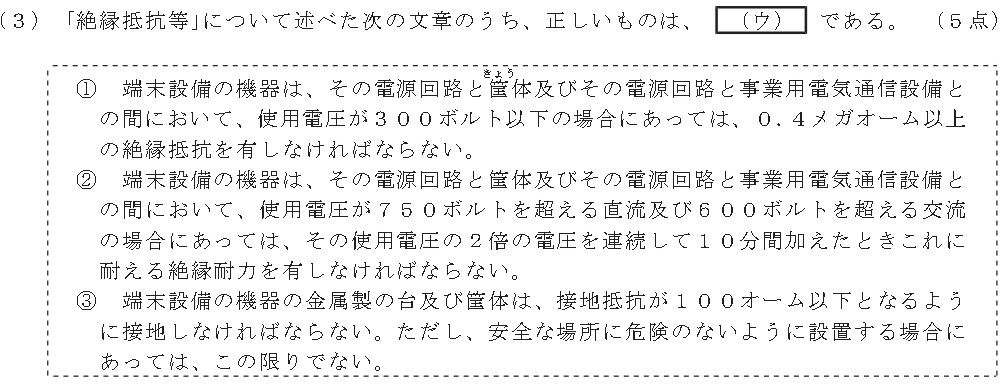 （３） 「絶縁抵抗等」について述べた次の文章のうち、正しいものは、 （ウ） である。 （５点）
① 端末設備の機器は、その電源回路と筐体及びその電源回路と事業用電気通信設備と
きょう
の間において、使用電圧が３００ボルト以下の場合にあっては、０.４メガオーム以上
の絶縁抵抗を有しなければならない。
② 端末設備の機器は、その電源回路と筐体及びその電源回路と事業用電気通信設備と
の間において、使用電圧が７５０ボルトを超える直流及び６００ボルトを超える交流
の場合にあっては、その使用電圧の２倍の電圧を連続して１０分間加えたときこれに
耐える絶縁耐力を有しなければならない。
③ 端末設備の機器の金属製の台及び筐体は、接地抵抗が１００オーム以下となるよう
に接地しなければならない。ただし、安全な場所に危険のないように設置する場合に
あっては、この限りでない。